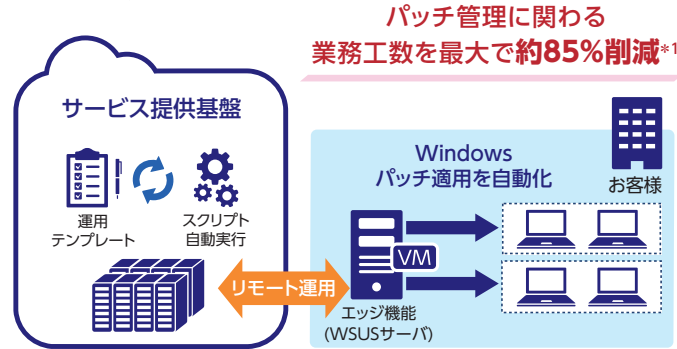 パッチ管理に関わる
業務工数を最大で約85%削減*1
サービス提供基盤
運用
テンプレート
スクリプト
自動実行
リモート運用
Windows
パッチ適用を自動化
お客様
VM
エッジ機能
(WSUSサーバ)